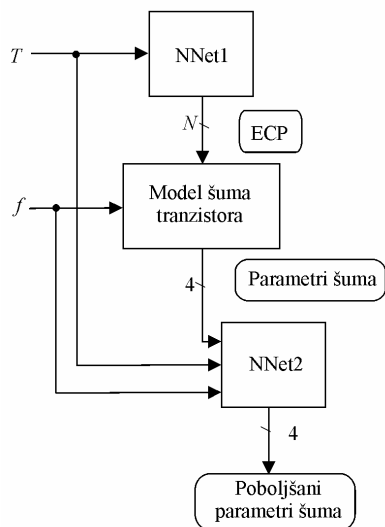 T
NNet1
N
ECP
Model šuma
tranzistora
f
4
Parametri šuma
NNet2
4
Poboljšani
parametri šuma